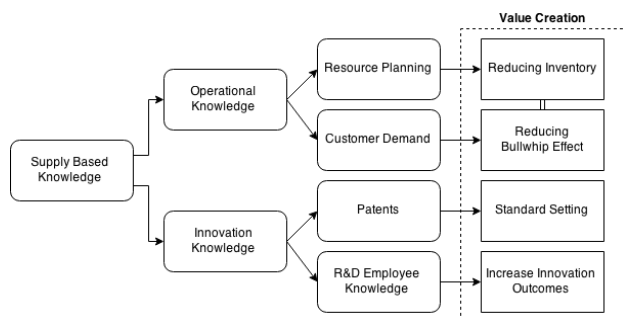 Value Creation
Resource Planning
Reducing Inventory
Operational
Knowledge
Customer Demand
Reducing
Bullwhip Effect
Supply Based
Knowledge
Patents
Standard Setting
Innovation
Knowledge
R&D Employee
Knowledge
Increase Innovation
Outcomes